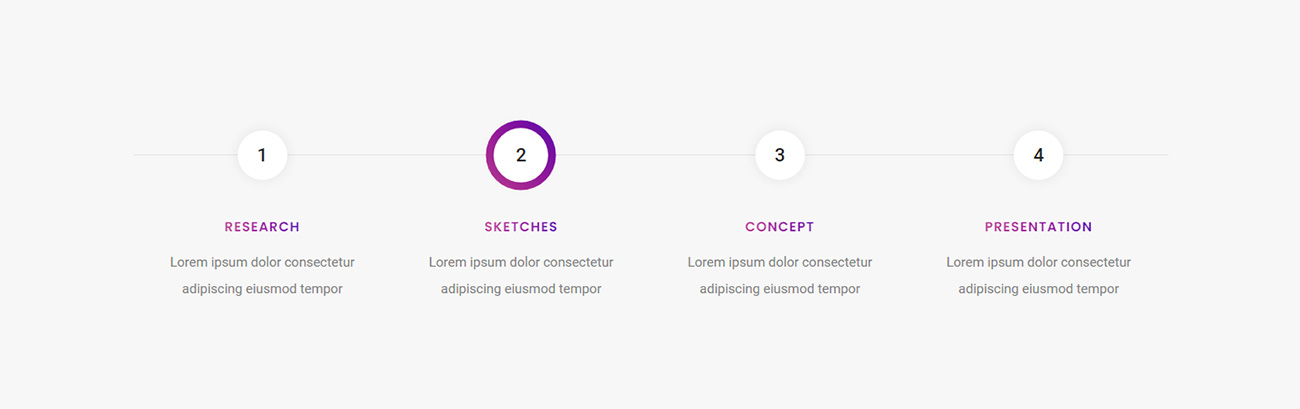 1
2
3
4
RESEARCH
SKETCHES
CONCEPT
PRESENTATION
Lorem ipsum dolor consectetur
adipiscing eiusmod tempor
Lorem ipsum dolor consectetur
adipiscing eiusmod tempor
Lorem ipsum dolor consectetur
adipiscing eiusmod tempor
Lorem ipsum dolor consectetur
adipiscing eiusmod tempor